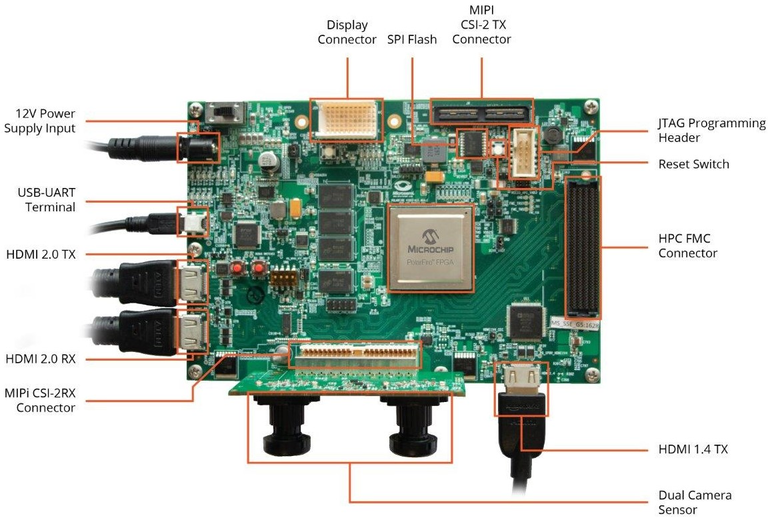 MIPI
CSI-2 TX
Connector
Display
Connector
SPI Flash
12V Power
Supply Input
JTAG Programming
Header
Reset Switch
USB-UART
Terminal
HPC FMC
Connector
HDMI 2.0 TX
MICROCHIP
PolarFire® FPGA
HDMI 2.0 RX
MIPi CSI-2RX
Connector
HDMI 1.4 TX
Dual Camera
Sensor